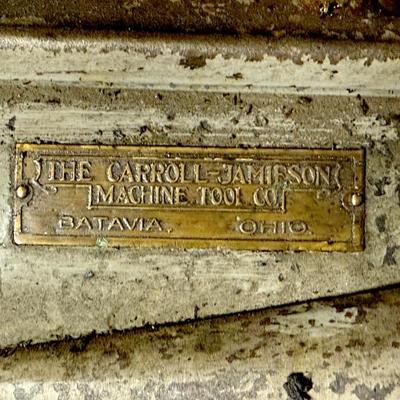 THE CARROLL-JAMIESON
MACHINE TOOL CO.
BATAVIA, OHIO.